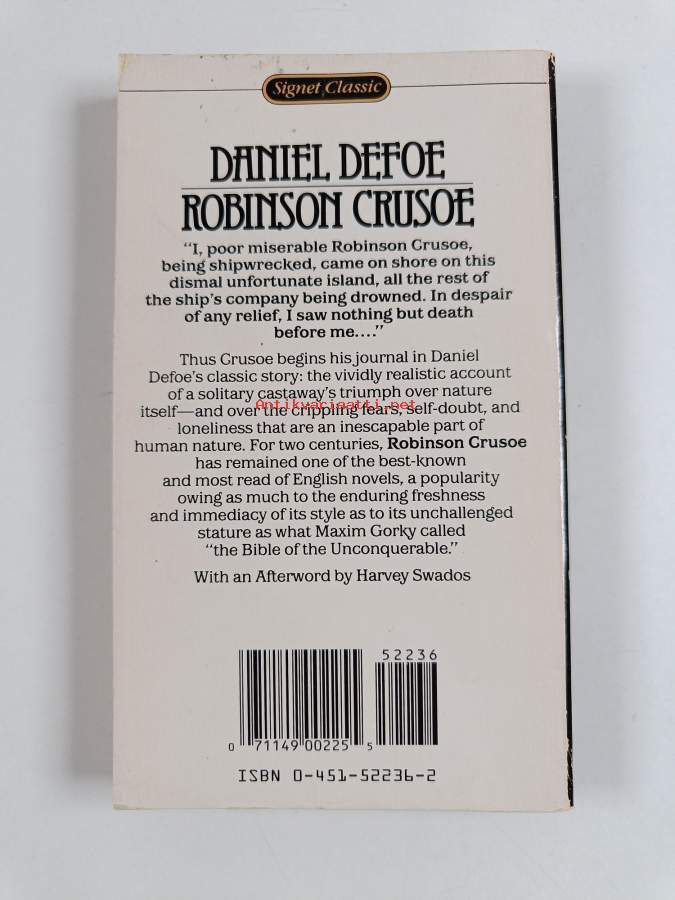 Signet Classic
DANIEL DEFOE
ROBINSON CRUSOE
"I, poor miserable Robinson Crusoe,
being shipwrecked, came on shore on this
dismal unfortunate island, all the rest of
the ship's company being drowned. In despair
of any relief, I saw nothing but death
before me...."
Thus Crusoe begins his journal in Daniel
Defoe's classic story: the vividly realistic account
of a solitary castaway's triumph over nature
itself—and over the crippling fears, self-doubt, and
Antikvariaatti.net
loneliness that are an inescapable part of
human nature. For two centuries, Robinson Crusoe
has remained one of the best-known
and most read of English novels, a popularity
owing as much to the enduring freshness
and immediacy of its style as to its unchallenged
stature as what Maxim Gorky called
"the Bible of the Unconquerable."
With an Afterword by Harvey Swados
52236
0 71149 00225 5
ISBN 0-451-52236-2